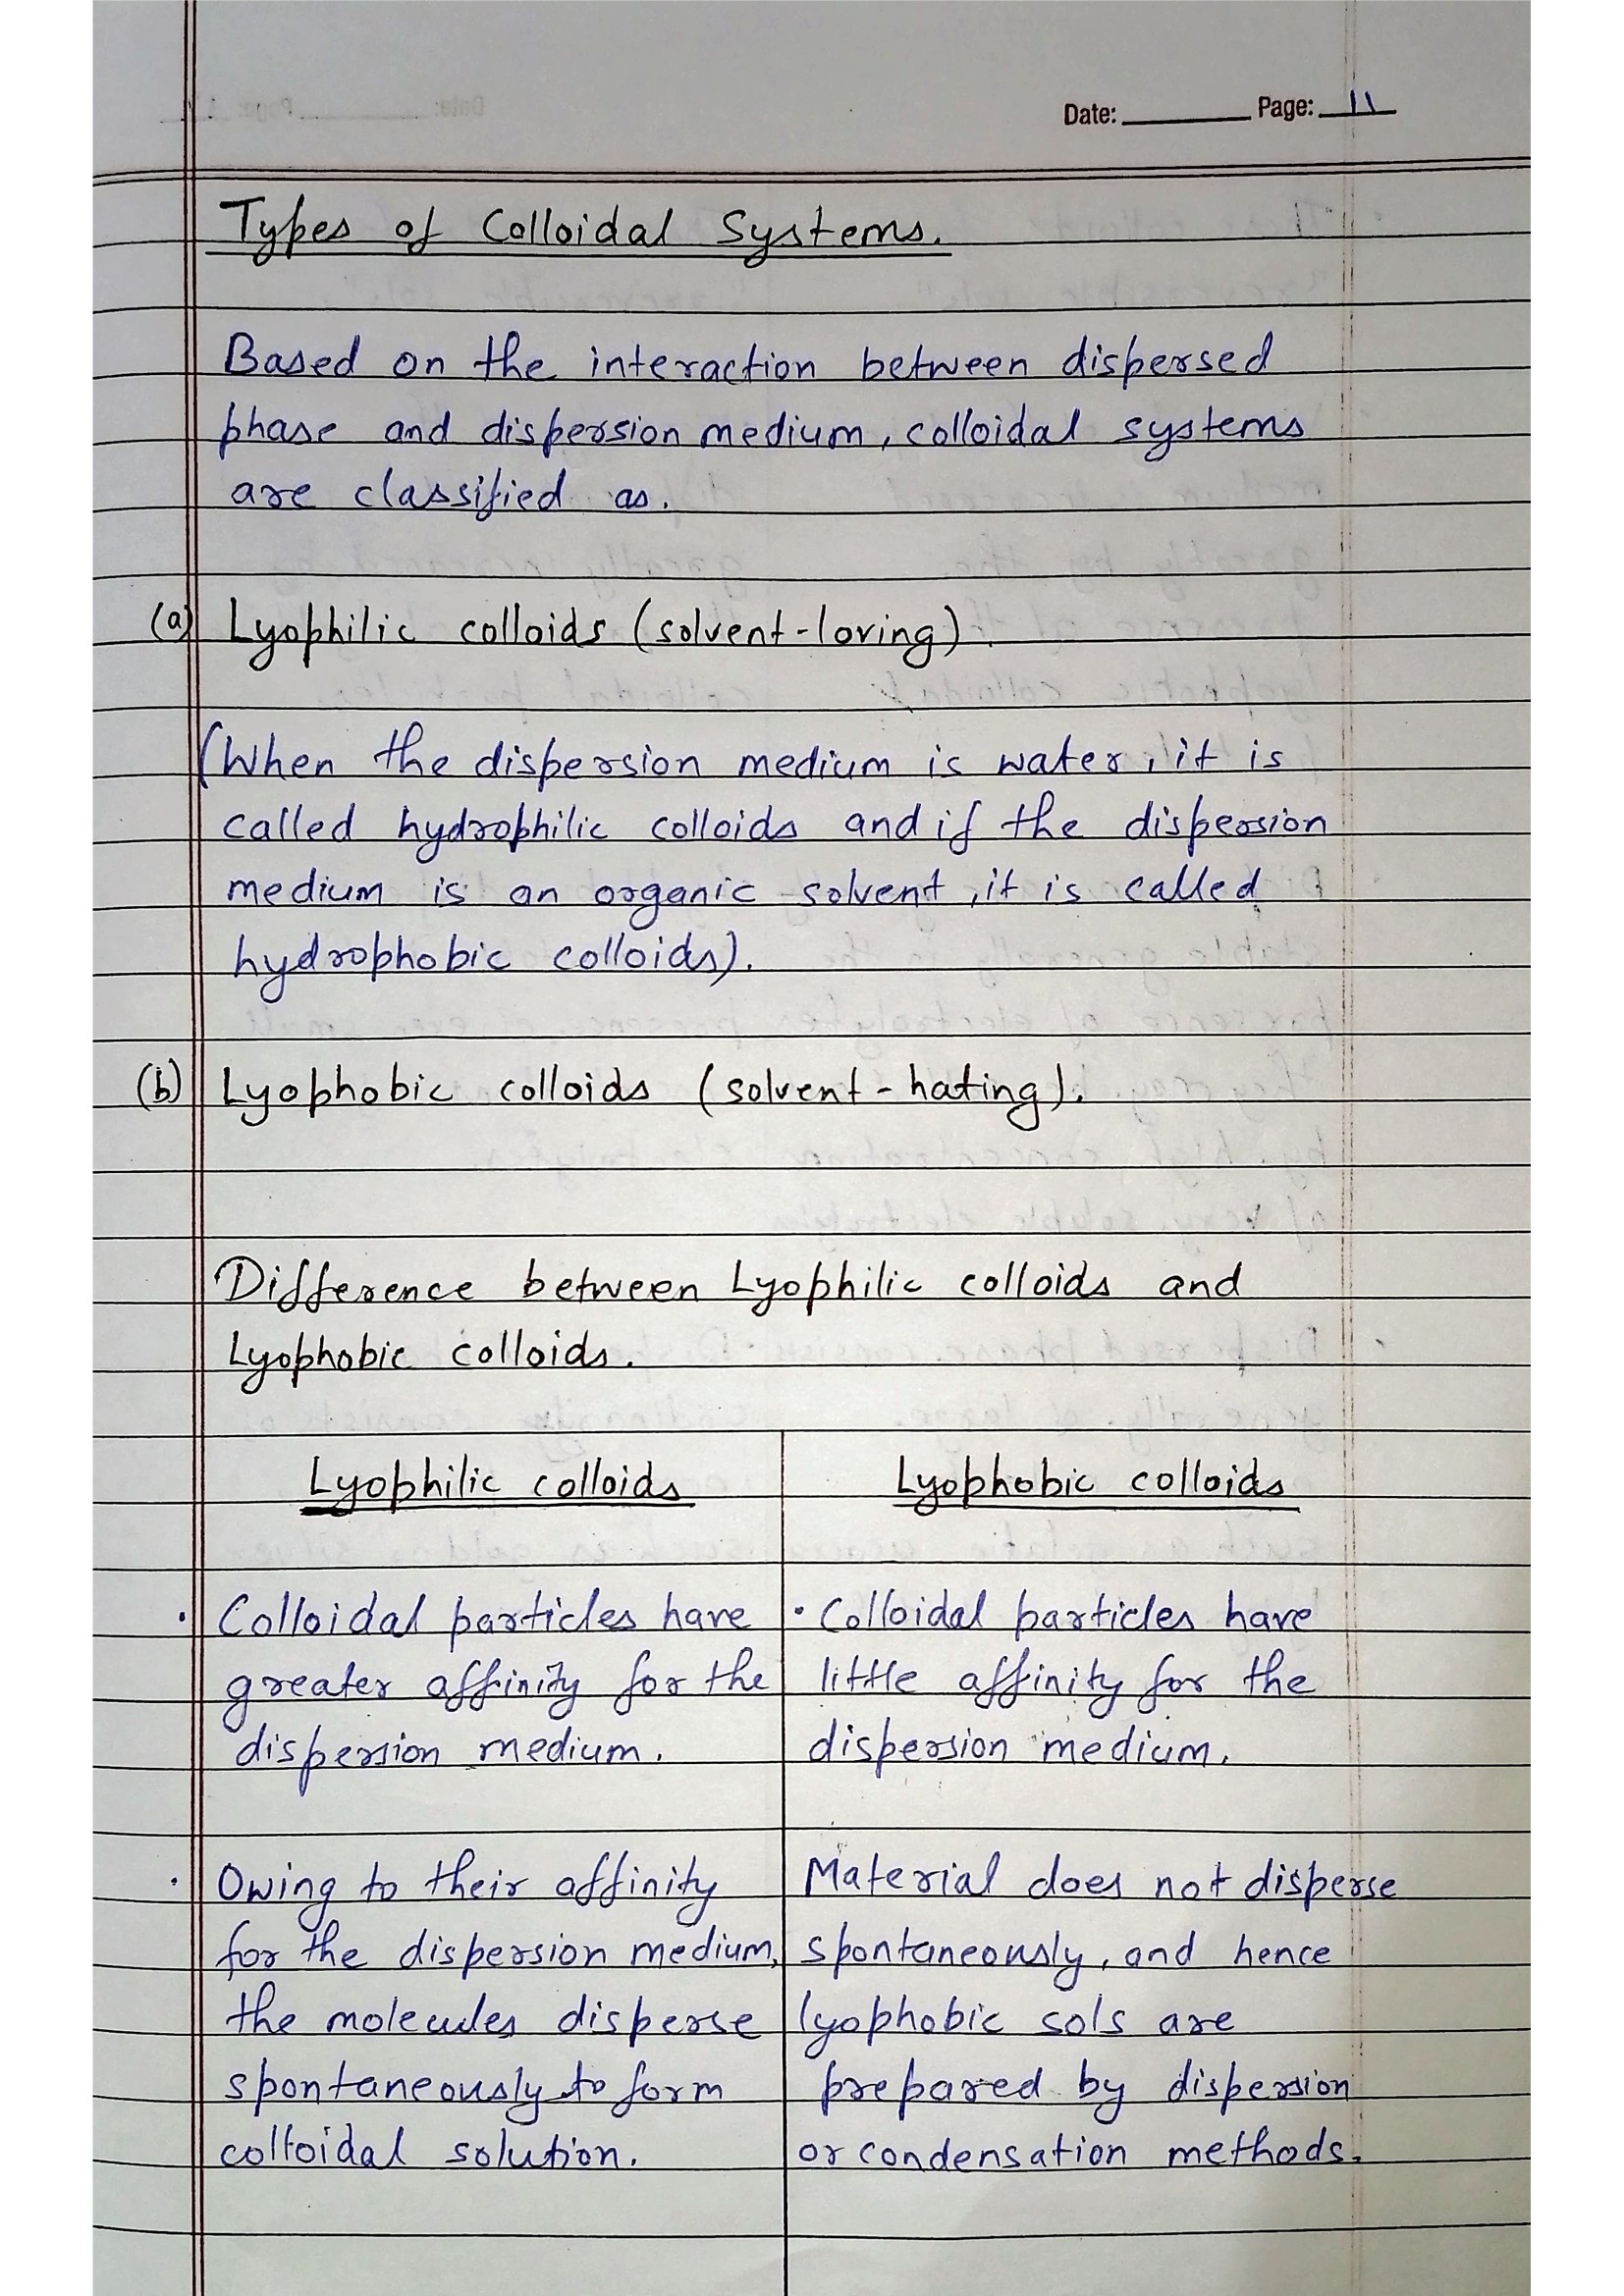 Date: Page: 11
Types of Colloidal Systems.
Based on the interaction between dispersed
phase and dispersion medium, colloidal systems
are classified as.
(a) Lyophilic colloids (solvent-loving).
(When the dispersion medium is water, it is
called hydrophilic colloids and if the dispersion
medium is an organic solvent, it is called
hydrophobic colloids).
(b) Lyophobic colloids (solvent-hating).
Difference between Lyophilic colloids and
Lyophobic colloids.
Lyophilic colloids
· Colloidal particles have
greater affinity for the
dispersion medium.
· Owing to their affinity
for the dispersion medium,
the molecules disperse
spontaneously to form
colloidal solution.
Lyophobic colloids
· Colloidal particles have
little affinity for the
dispersion medium.
Material does not disperse
spontaneously, and hence
lyophobic sols are
prepared by dispersion
or condensation methods.